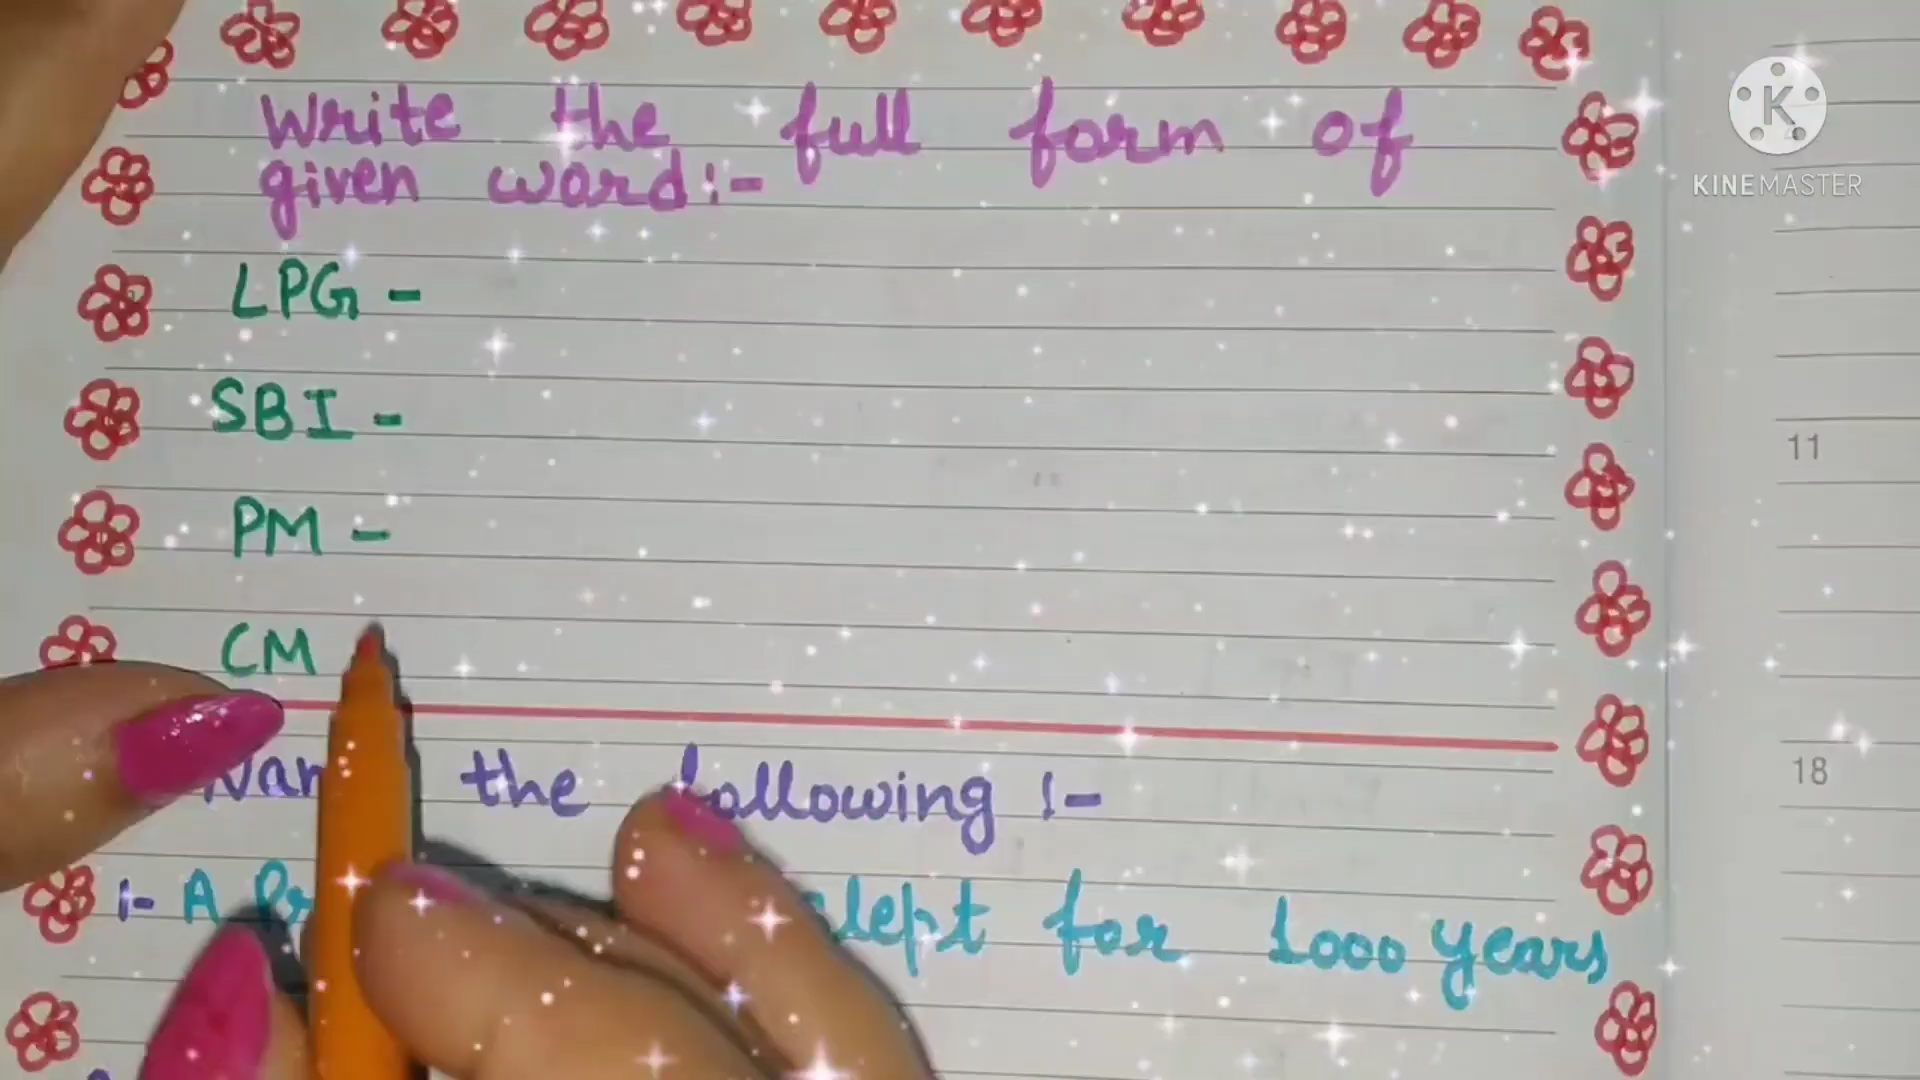 Write the full form of
given word:-
LPG -
SBI -
PM -
CM
the following :-
1- A
slept for 1000 years
11
18
K
KINEMASTER